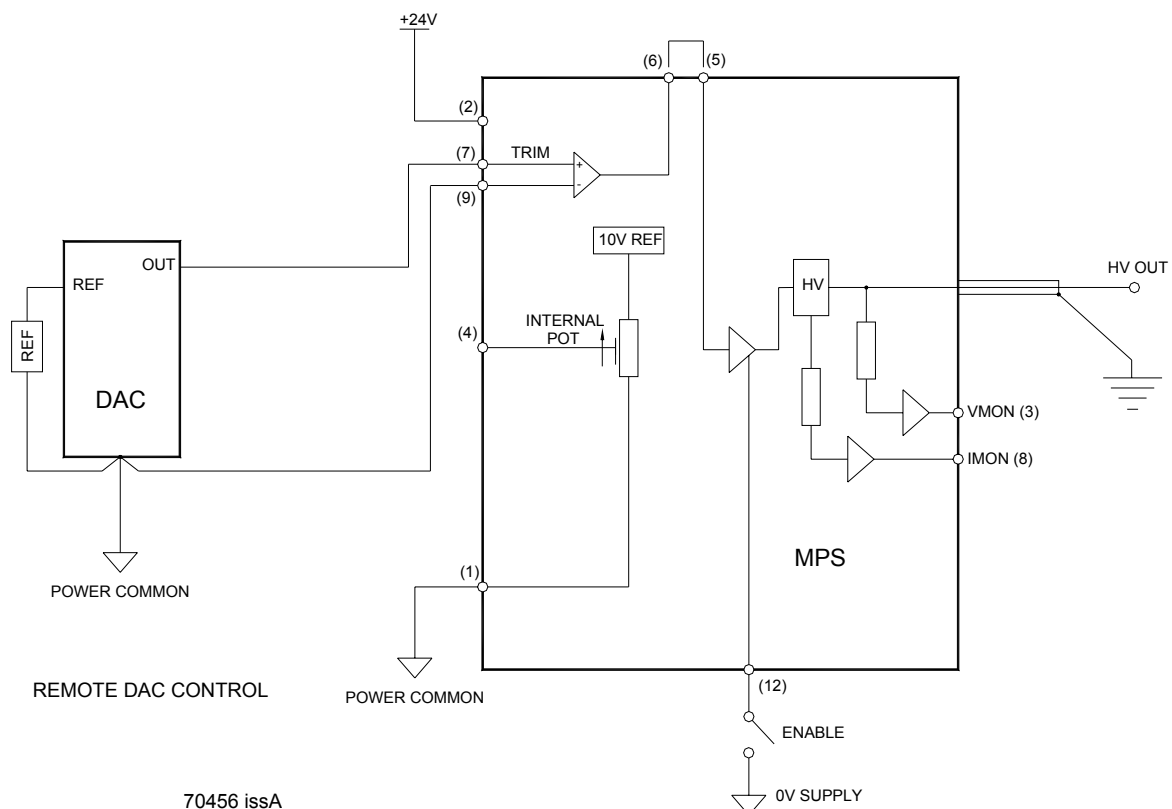 +24V
(6)
(5)
(2)
(7)
TRIM
+
-
(9)
10V REF
OUT
REF
REF
DAC
HV
HV OUT
INTERNAL
POT
(4)
VMON (3)
IMON (8)
MPS
(1)
POWER COMMON
POWER COMMON
REMOTE DAC CONTROL
(12)
ENABLE
0V SUPPLY
70456 issA